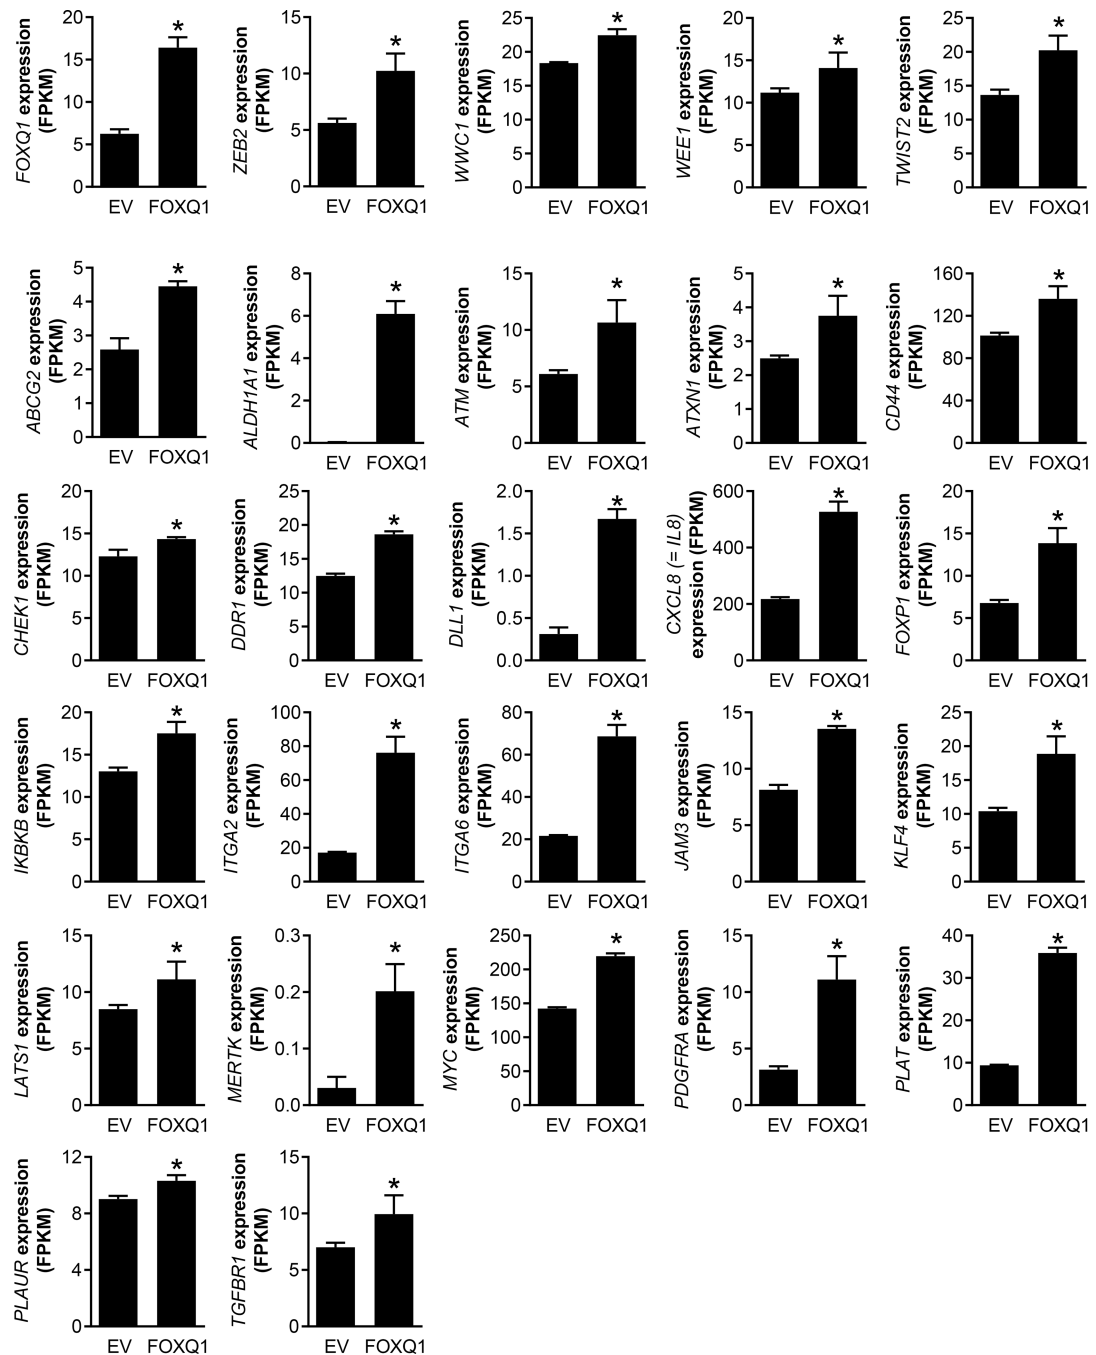 FOXQ1 expression
(FPKM)
20
15
10
5
0
*
EV FOXQ1
ZEB2 expression
(FPKM)
15
10
5
0
*
EV FOXQ1
WWC1 expression
(FPKM)
25
20
15
10
5
0
*
EV FOXQ1
WEE1 expression
(FPKM)
20
15
10
5
0
*
EV FOXQ1
TWIST2 expression
(FPKM)
25
20
15
10
5
0
*
EV FOXQ1
ABCG2 expression
(FPKM)
5
4
3
2
1
0
*
EV FOXQ1
ALDH1A1 expression
(FPKM)
8
6
4
2
0
*
EV FOXQ1
ATM expression
(FPKM)
15
10
5
0
*
EV FOXQ1
ATXN1 expression
(FPKM)
5
4
3
2
1
0
*
EV FOXQ1
CD44 expression
(FPKM)
160
120
80
40
0
*
EV FOXQ1
CHEK1 expression
(FPKM)
20
15
10
5
0
*
EV FOXQ1
DDR1 expression
(FPKM)
25
20
15
10
5
0
*
EV FOXQ1
DLL1 expression
(FPKM)
2.0
1.5
1.0
0.5
0.0
*
EV FOXQ1
CXCL8 (= IL8)
expression (FPKM)
600
400
200
0
*
EV FOXQ1
FOXP1 expression
(FPKM)
20
15
10
5
0
*
EV FOXQ1
IKBKB expression
(FPKM)
20
15
10
5
0
*
EV FOXQ1
ITGA2 expression
(FPKM)
100
80
60
40
20
0
*
EV FOXQ1
ITGA6 expression
(FPKM)
80
60
40
20
0
*
EV FOXQ1
JAM3 expression
(FPKM)
15
10
5
0
*
EV FOXQ1
KLF4 expression
(FPKM)
25
20
15
10
5
0
*
EV FOXQ1
LATS1 expression
(FPKM)
15
10
5
0
*
EV FOXQ1
MERTK expression
(FPKM)
0.3
0.2
0.1
0.0
*
EV FOXQ1
MYC expression
(FPKM)
250
200
150
100
50
0
*
EV FOXQ1
PDGFRA expression
(FPKM)
15
10
5
0
*
EV FOXQ1
PLAT expression
(FPKM)
40
30
20
10
0
*
EV FOXQ1
PLAUR expression
(FPKM)
12
8
4
0
*
EV FOXQ1
TGFBR1 expression
(FPKM)
15
10
5
0
*
EV FOXQ1